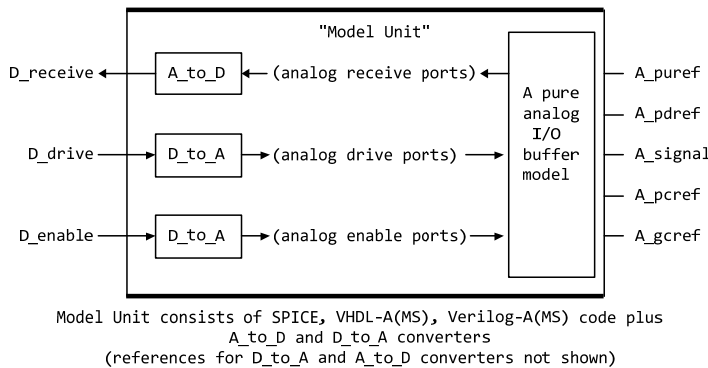 "Model Unit"
D_receive A_to_D (analog receive ports) A_puref
A pure
analog
I/O
buffer
model
A_pdref
D_drive D_to_A (analog drive ports) A_signal
A_pcref
D_enable D_to_A (analog enable ports) A_gcref
Model Unit consists of SPICE, VHDL-A(MS), Verilog-A(MS) code plus
A_to_D and D_to_A converters
(references for D_to_A and A_to_D converters not shown)